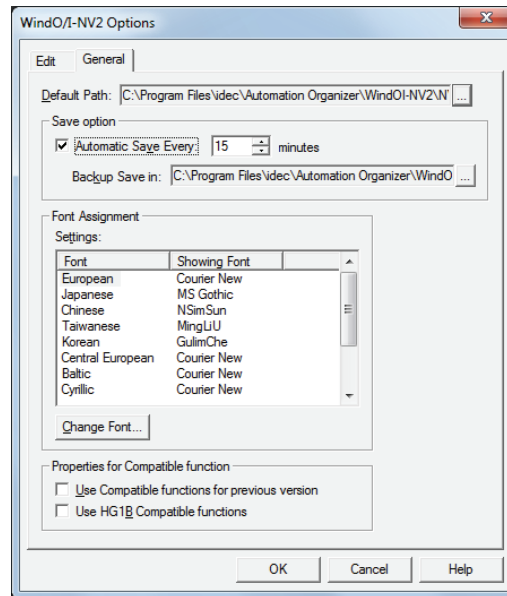 WindO/I-NV2 Options
Edit General
Default Path: C:\Program Files\idec\Automation Organizer\WindOI-NV2\N ...
Save option
Automatic Save Every: 15 minutes
Backup Save in: C:\Program Files\idec\Automation Organizer\WindO ...
Font Assignment
Settings:
Font Showing Font
European Courier New
Japanese MS Gothic
Chinese NSimSun
Taiwanese MingLiU
Korean GulimChe
Central European Courier New
Baltic Courier New
Cyrillic Courier New
Change Font...
Properties for Compatible function
Use Compatible functions for previous version
Use HG1B Compatible functions
OK Cancel Help